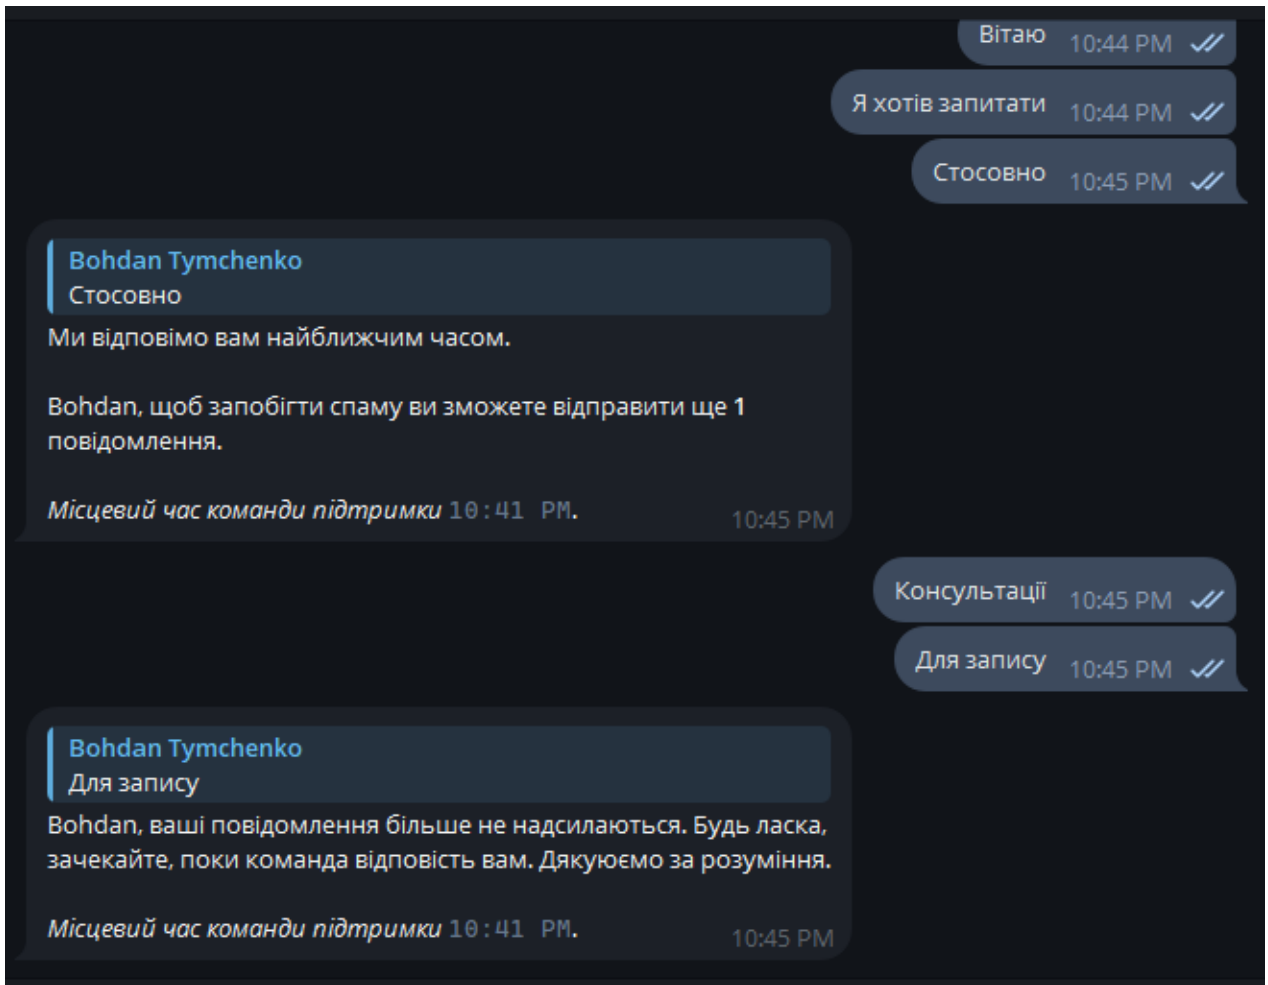 Вітаю 10:44 PM
Я хотів запитати 10:44 PM
Стосовно 10:45 PM
Bohdan Tymchenko
Стосовно
Ми відповімо вам найближчим часом.
Bohdan, щоб запобігти спаму ви зможете відправити ще 1
повідомлення.
Місцевий час команди підтримки 10:41 PM.
10:45 PM
Консультації 10:45 PM
Для запису 10:45 PM
Bohdan Tymchenko
Для запису
Bohdan, ваші повідомлення більше не надсилаються. Будь ласка,
зачекайте, поки команда відповість вам. Дякуюємо за розуміння.
Місцевий час команди підтримки 10:41 PM.
10:45 PM